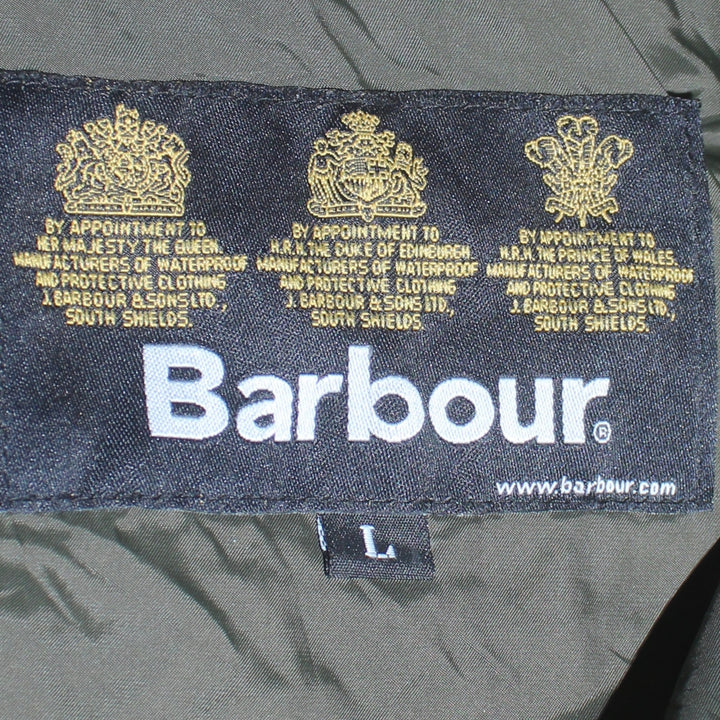 BY APPOINTMENT TO
HER MAJESTY THE QUEEN
MANUFACTURERS OF WATERPROOF
AND PROTECTIVE CLOTHING
J. BARBOUR & SONS LTD.,
SOUTH SHIELDS.
BY APPOINTMENT TO
H.R.H. THE DUKE OF EDINBURGH
MANUFACTURERS OF WATERPROOF
AND PROTECTIVE CLOTHING
J. BARBOUR & SONS LTD.,
SOUTH SHIELDS.
BY APPOINTMENT TO
H.R.H. THE PRINCE OF WALES
MANUFACTURERS OF WATERPROOF
AND PROTECTIVE CLOTHING
J. BARBOUR & SONS LTD.,
SOUTH SHIELDS.
Barbour®
www.barbour.com
L